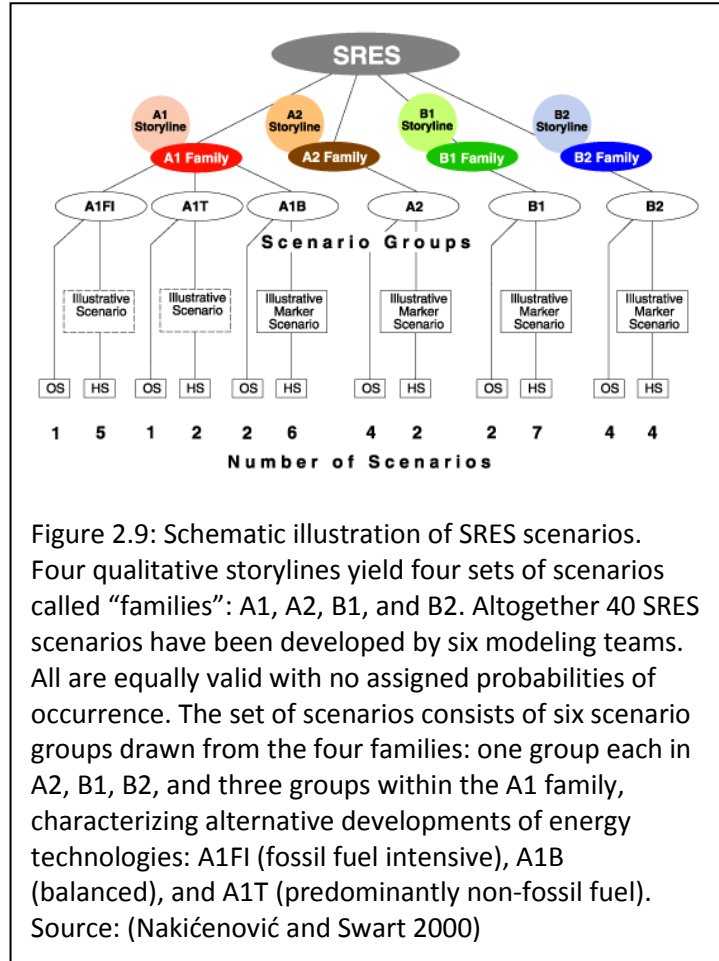 SRES
A1 Storyline
A2 Storyline
B1 Storyline
B2 Storyline
A1 Family
A2 Family
B1 Family
B2 Family
A1FI A1T A1B A2 B1 B2
Scenario Groups
Illustrative Scenario
Illustrative Scenario
Illustrative Marker Scenario
Illustrative Marker Scenario
Illustrative Marker Scenario
Illustrative Marker Scenario
OS HS OS HS OS HS OS HS OS HS OS HS
1 5 1 2 2 6 4 2 2 7 4 4
Number of Scenarios
Figure 2.9: Schematic illustration of SRES scenarios.
Four qualitative storylines yield four sets of scenarios
called “families”: A1, A2, B1, and B2. Altogether 40 SRES
scenarios have been developed by six modeling teams.
All are equally valid with no assigned probabilities of
occurrence. The set of scenarios consists of six scenario
groups drawn from the four families: one group each in
A2, B1, B2, and three groups within the A1 family,
characterizing alternative developments of energy
technologies: A1FI (fossil fuel intensive), A1B
(balanced), and A1T (predominantly non-fossil fuel).
Source: (Nakićenović and Swart 2000)